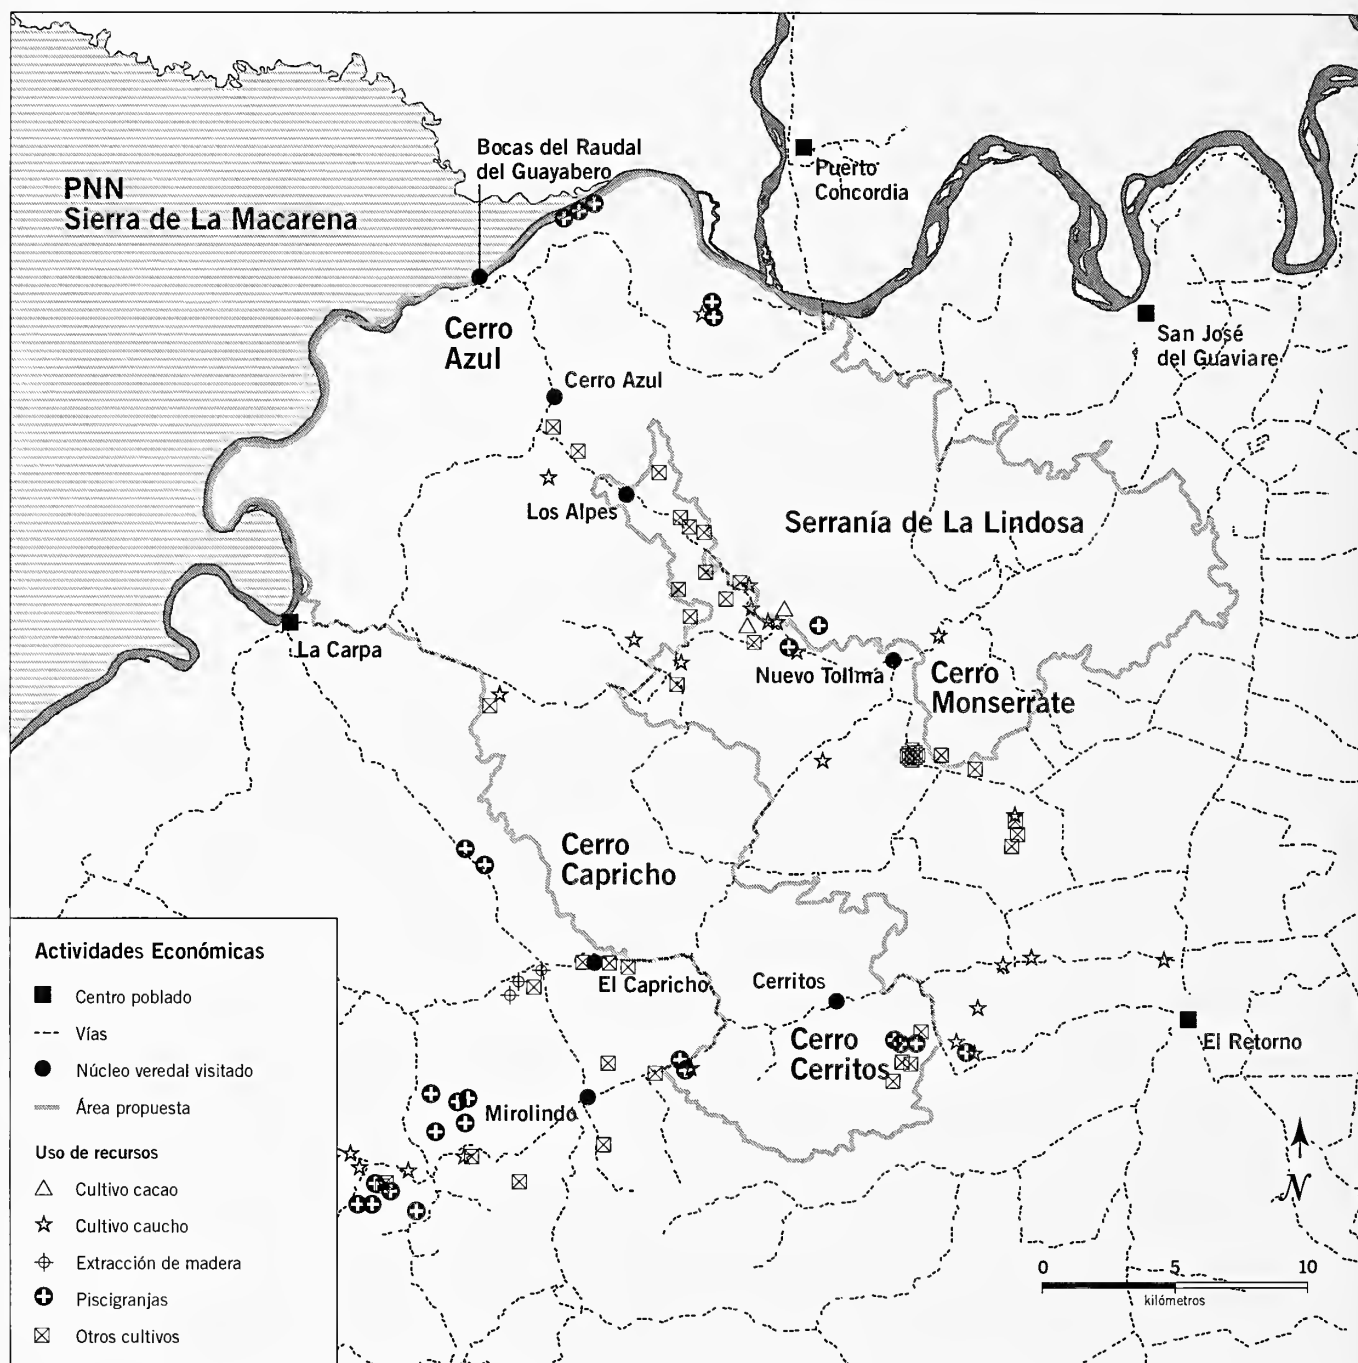 Bocas del Raudal
del Guayabero
PNN
Sierra de La Macarena
Puerto
Concordia
San José
del Guaviare
Cerro
Azul
Cerro Azul
Los Alpes
Serranía de La Lindosa
La Carpa
Nuevo Tolima
Cerro
Monserrate
Cerro
Capricho
El Capricho
Cerritos
Cerro
Cerritos
El Retorno
Mirolindo
Actividades Económicas
Centro poblado
Vías
Núcleo veredal visitado
Área propuesta
Uso de recursos
Cultivo cacao
Cultivo caucho
Extracción de madera
Piscigranjas
Otros cultivos
N
0 5 10
kilómetros